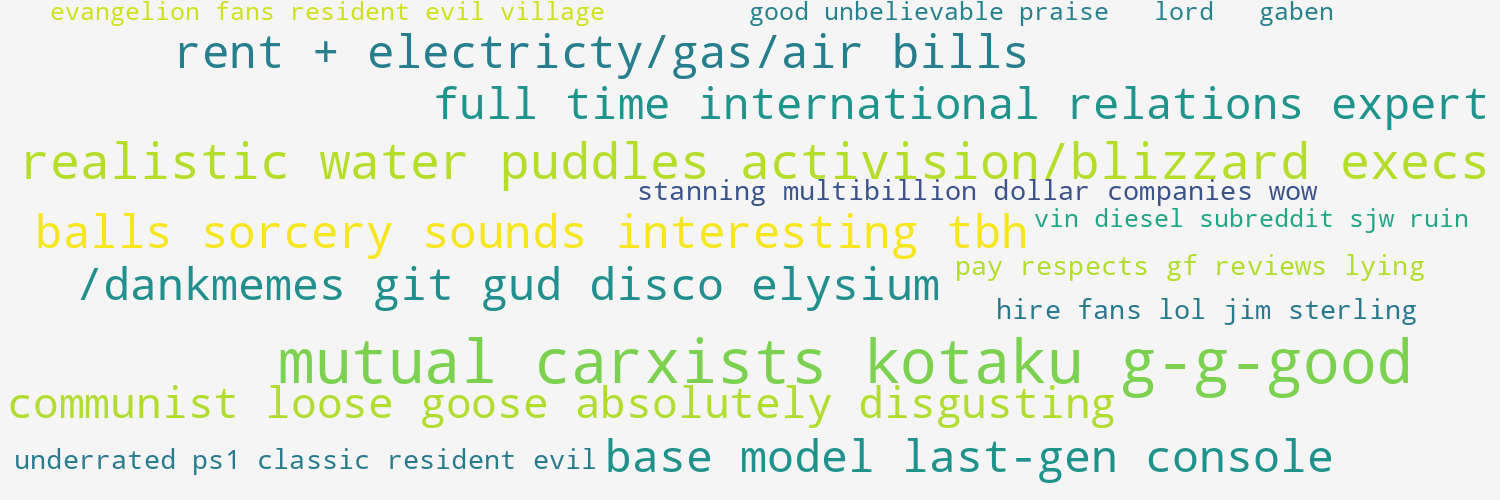 evangelion fans resident evil village
good unbelievable praise lord gaben
rent + electricty/gas/air bills
full time international relations expert
realistic water puddles activision/blizzard execs
stanning multibillion dollar companies wow
balls sorcery sounds interesting tbh
vin diesel subreddit sjw ruin
/dankmemes git gud disco elysium
pay respects gf reviews lying
hire fans lol jim sterling
mutual carxists kotaku g-g-good
communist loose goose absolutely disgusting
underrated ps1 classic resident evil
base model last-gen console